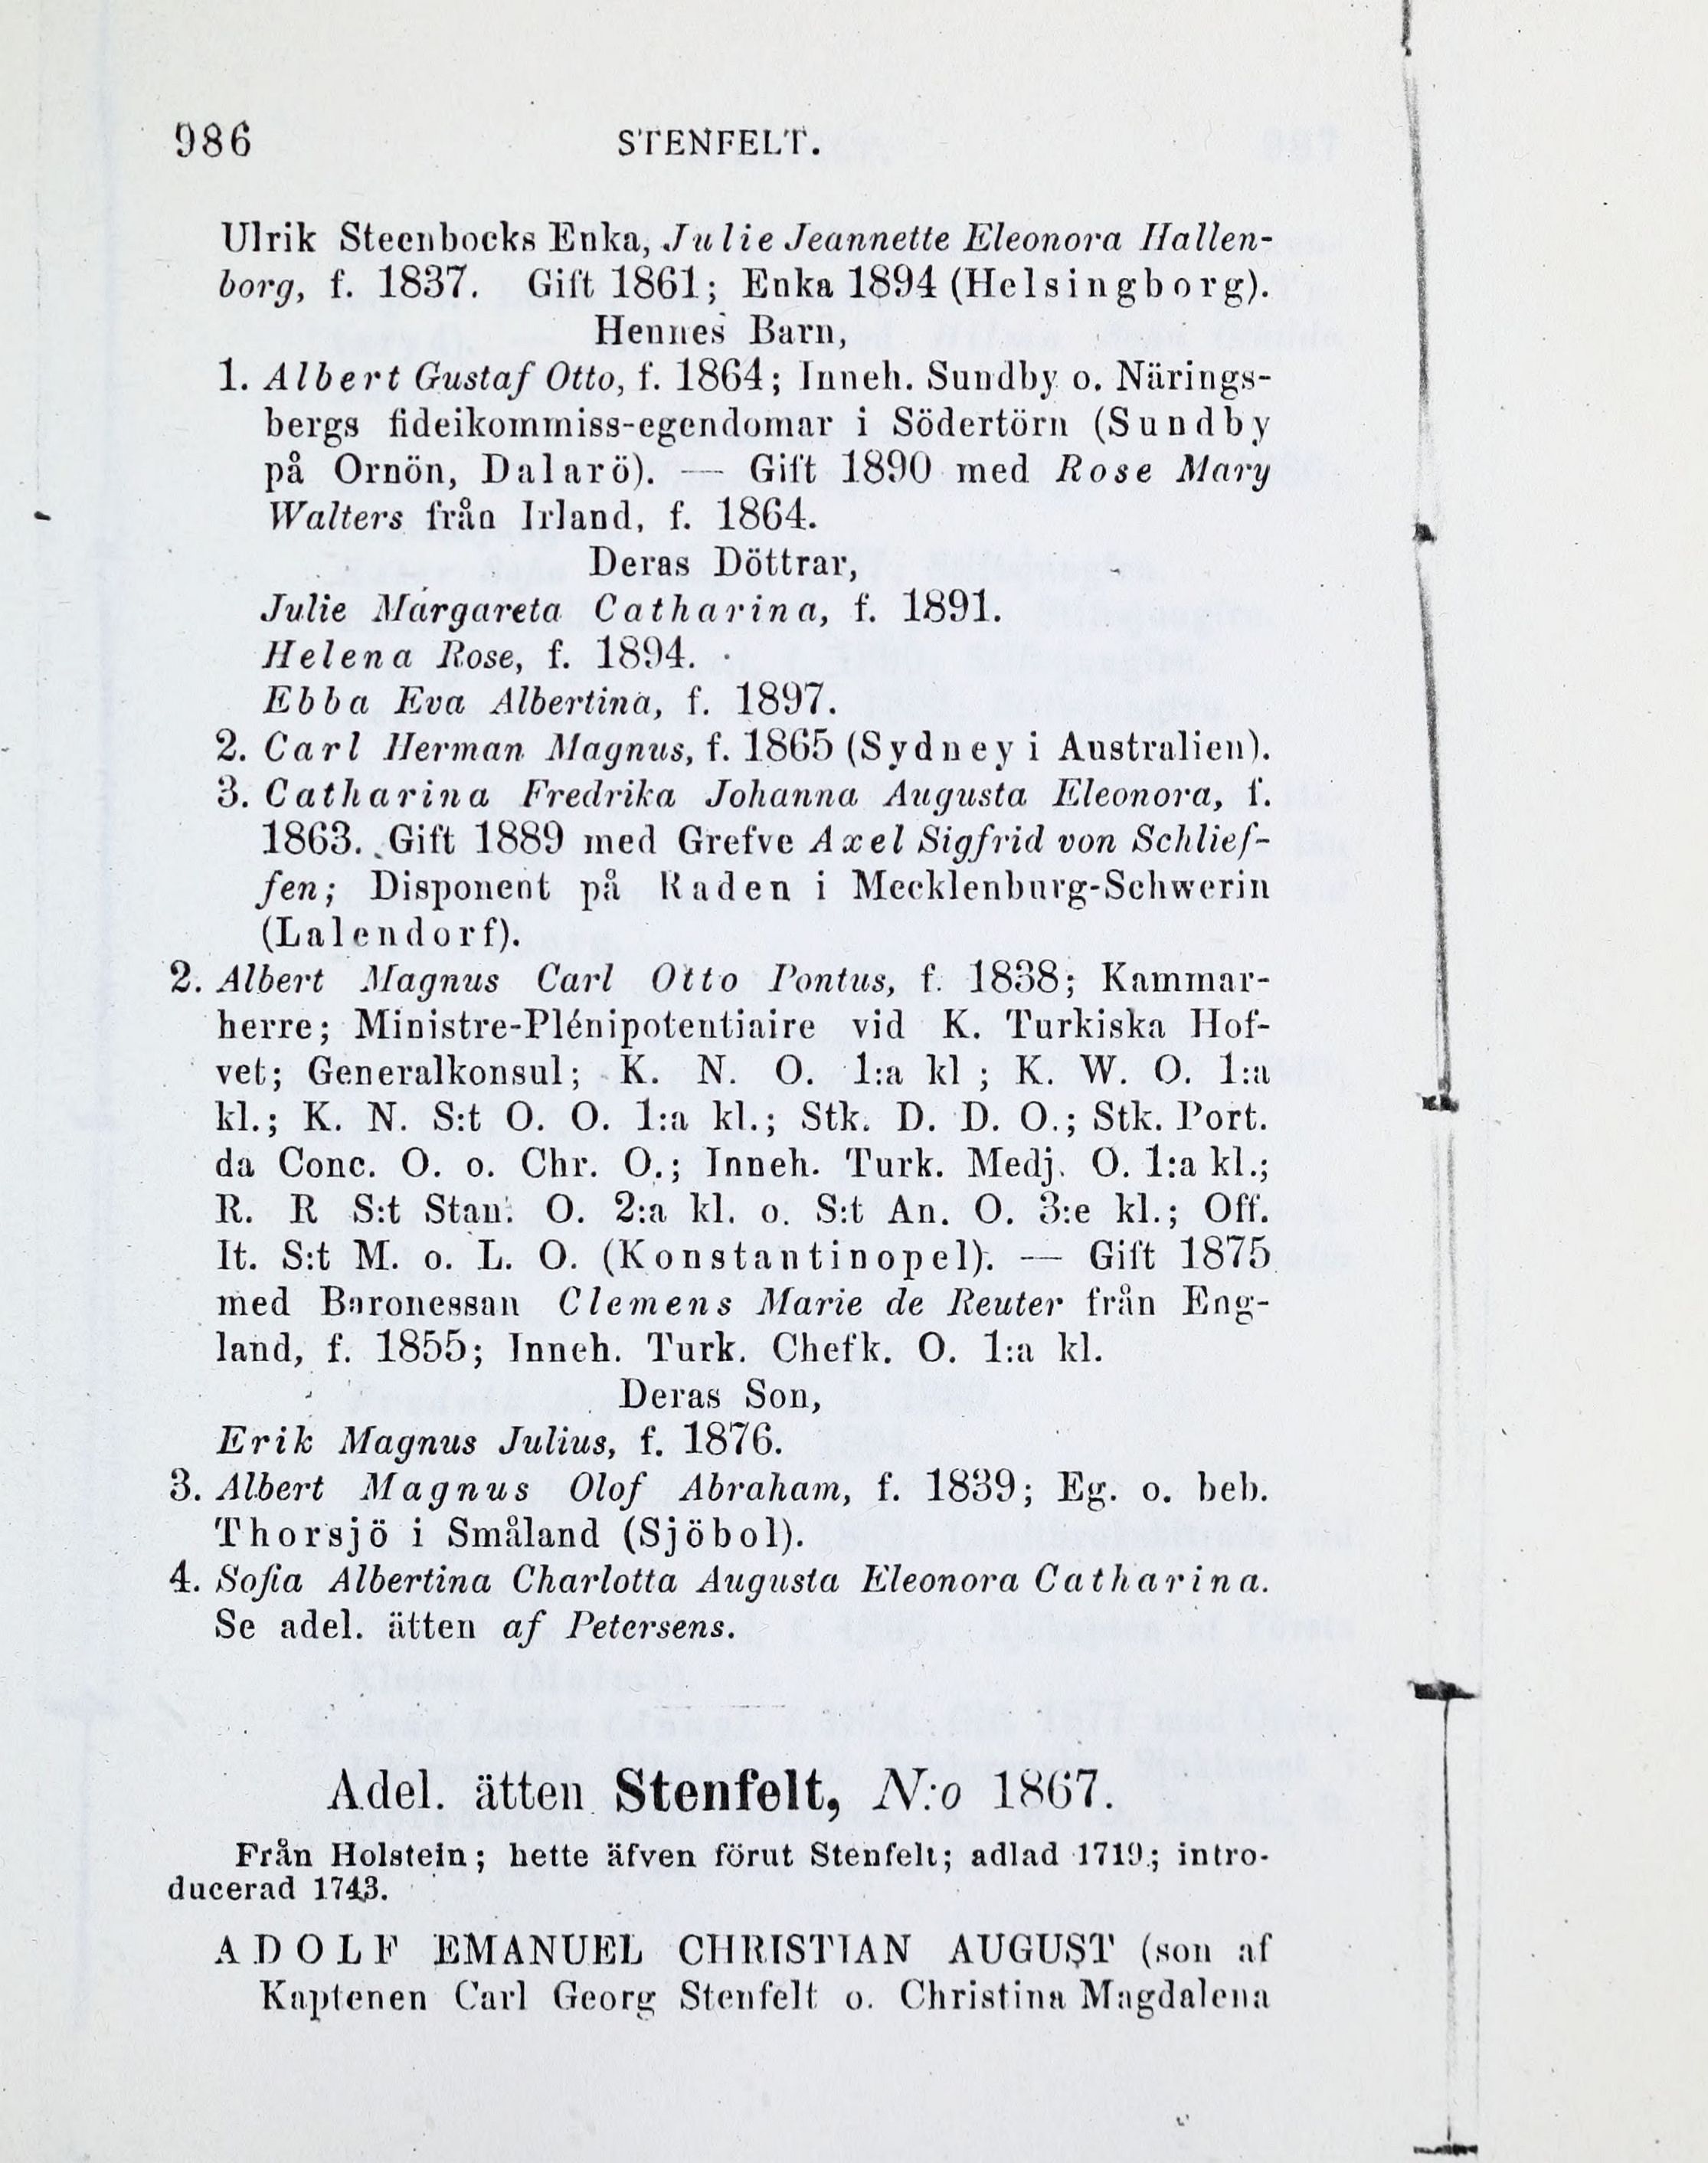 986 STENFELT.
Ulrik Steenbocks Enka, Julie Jeannette Eleonora Hallen-
borg, f. 1837. Gift 1861; Enka 1894 (Helsingborg).
Hennes Barn,
1. Albert Gustaf Otto, f. 1864; Inneh. Sundby o. Närings-
bergs fideikommiss-egendomar i Södertörn (Sundby
på Ornön, Dalarö). — Gift 1890 med Rose Mary
Walters från Irland, f. 1864.
Deras Döttrar,
Julie Margareta Catharina, f. 1891.
Helena Rose, f. 1894.
Ebba Eva Albertina, f. 1897.
2. Carl Herman Magnus, f. 1865 (Sydney i Australien).
3. Catharina Fredrika Johanna Augusta Eleonora, f.
1863. Gift 1889 med Grefve Axel Sigfrid von Schlief-
fen; Disponent på Raden i Mecklenburg-Schwerin
(Lalendorf).
2. Albert Magnus Carl Otto Pontus, f. 1838; Kammar-
herre; Ministre-Plénipotentiaire vid K. Turkiska Hof-
vet; Generalkonsul; K. N. O. 1:a kl ; K. W. O. 1:a
kl.; K. N. S:t O. O. 1:a kl.; Stk. D. D. O.; Stk. Port.
da Conc. O. o. Chr. O.; Inneh. Turk. Medj. O. 1:a kl.;
R. R S:t Stan. O. 2:a kl. o. S:t An. O. 3:e kl.; Off.
It. S:t M. o. L. O. (Konstantinopel). — Gift 1875
med Baronessan Clemens Marie de Reuter från Eng-
land, f. 1855; Inneh. Turk. Chefk. O. 1:a kl.
Deras Son,
Erik Magnus Julius, f. 1876.
3. Albert Magnus Olof Abraham, f. 1839; Eg. o. beb.
Thorsjö i Småland (Sjöbol).
4. Sofia Albertina Charlotta Augusta Eleonora Catharina.
Se adel. ätten af Petersens.
Adel. ätten Stenfelt, N:o 1867.
Från Holstein; hette äfven förut Stenfelt; adlad 1719; intro-
ducerad 1743.
ADOLF EMANUEL CHRISTIAN AUGUST (son af
Kaptenen Carl Georg Stenfelt o. Christina Magdalena